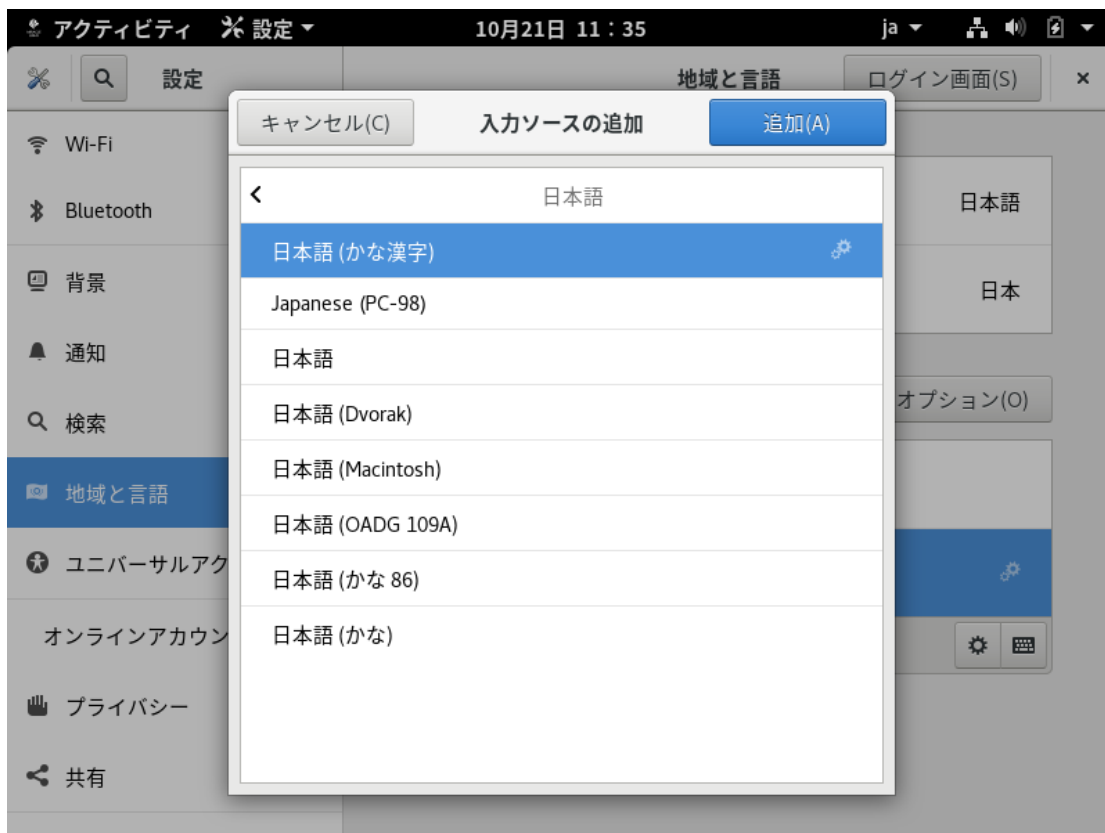 アクティビティ 設定 10月21日 11：35 ja
設定 地域と言語 ログイン画面(S)
キャンセル(C) 入力ソースの追加 追加(A)
Wi-Fi
Bluetooth
背景
通知
検索
地域と言語
ユニバーサルアク
オンラインアカウン
プライバシー
共有
日本語
日本語 (かな漢字)
Japanese (PC-98)
日本語
日本語 (Dvorak)
日本語 (Macintosh)
日本語 (OADG 109A)
日本語 (かな 86)
日本語 (かな)
日本語
日本
オプション(O)